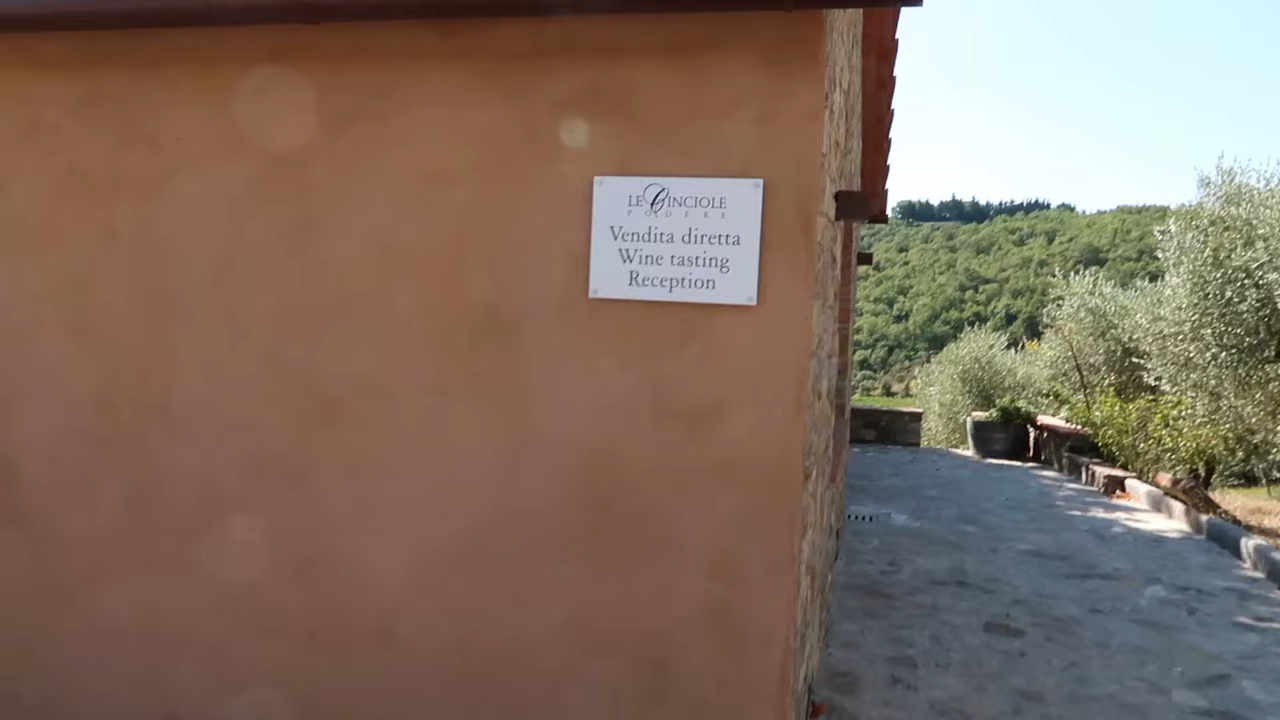 LE CINCIOLE
PODERE
Vendita diretta
Wine tasting
Reception